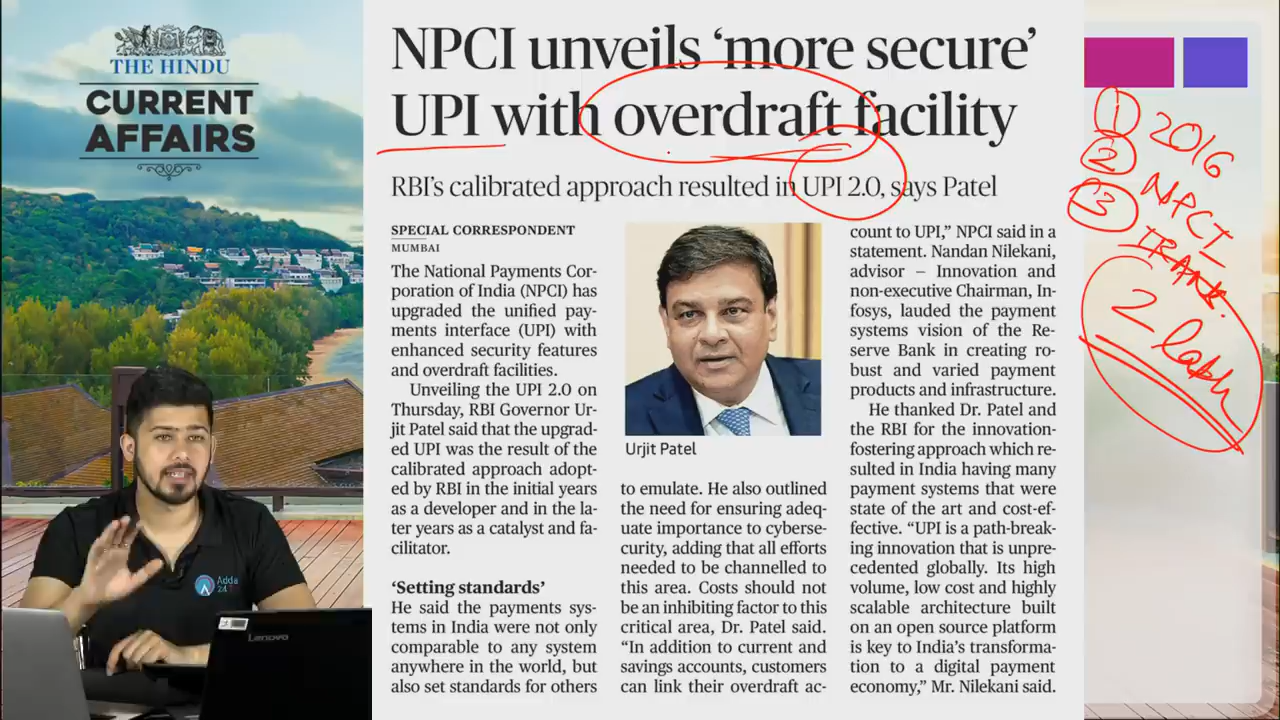 THE HINDU
CURRENT
AFFAIRS
NPCI unveils ‘more secure’
UPI with overdraft facility
RBI’s calibrated approach resulted in UPI 2.0, says Patel
SPECIAL CORRESPONDENT
MUMBAI
The National Payments Cor-
poration of India (NPCI) has
upgraded the unified pay-
ments interface (UPI) with
enhanced security features
and overdraft facilities.
Unveiling the UPI 2.0 on
Thursday, RBI Governor Ur-
jit Patel said that the upgrad-
ed UPI was the result of the
calibrated approach adopt-
ed by RBI in the initial years
as a developer and in the la-
ter years as a catalyst and fa-
cilitator.
‘Setting standards’
He said the payments sys-
tems in India were not only
comparable to any system
anywhere in the world, but
also set standards for others
Urjit Patel
to emulate. He also outlined
the need for ensuring adeq-
uate importance to cyberse-
curity, adding that all efforts
needed to be channelled to
this area. Costs should not
be an inhibiting factor to this
critical area, Dr. Patel said.
“In addition to current and
savings accounts, customers
can link their overdraft ac-
count to UPI,” NPCI said in a
statement. Nandan Nilekani,
advisor – Innovation and
non-executive Chairman, In-
fosys, lauded the payment
systems vision of the Re-
serve Bank in creating ro-
bust and varied payment
products and infrastructure.
He thanked Dr. Patel and
the RBI for the innovation-
fostering approach which re-
sulted in India having many
payment systems that were
state of the art and cost-ef-
fective. “UPI is a path-break-
ing innovation that is unpre-
cedented globally. Its high
volume, low cost and highly
scalable architecture built
on an open source platform
is key to India’s transforma-
tion to a digital payment
economy,” Mr. Nilekani said.
1 2016
2 NPCI
3
2 lakh
Adda
247
Lenovo